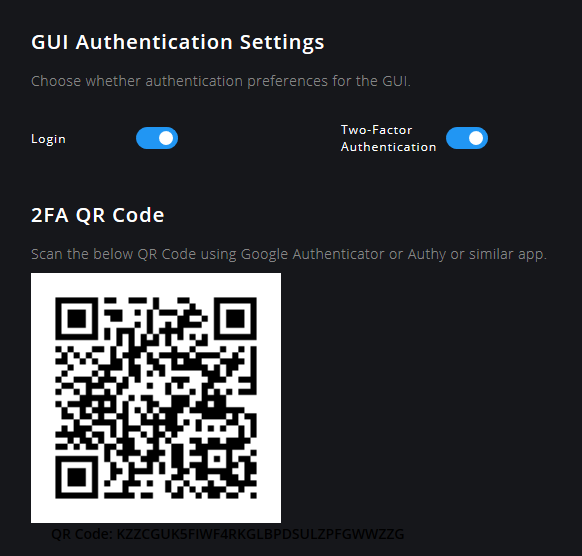 GUI Authentication Settings
Choose whether authentication preferences for the GUI.
Login
Two-Factor
Authentication
2FA QR Code
Scan the below QR Code using Google Authenticator or Authy or similar app.
QR Code: KZZCGUK5FIWF4RKGLBPDSULZPFGWWZZG